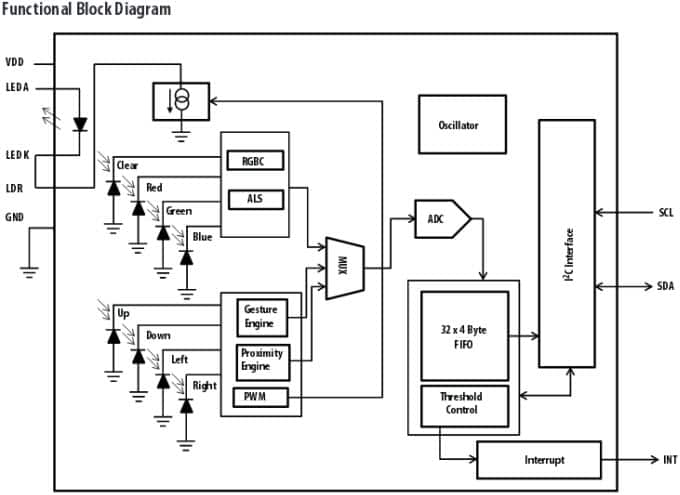 Functional Block Diagram
VDD
LEDA
LEDK
LDR
GND
Clear
Red
Green
Blue
RGBC
ALS
Up
Down
Left
Right
Gesture
Engine
Proximity
Engine
PWM
MUX
ADC
Oscillator
32 x 4 Byte
FIFO
Threshold
Control
I²C Interface
Interrupt
SCL
SDA
INT